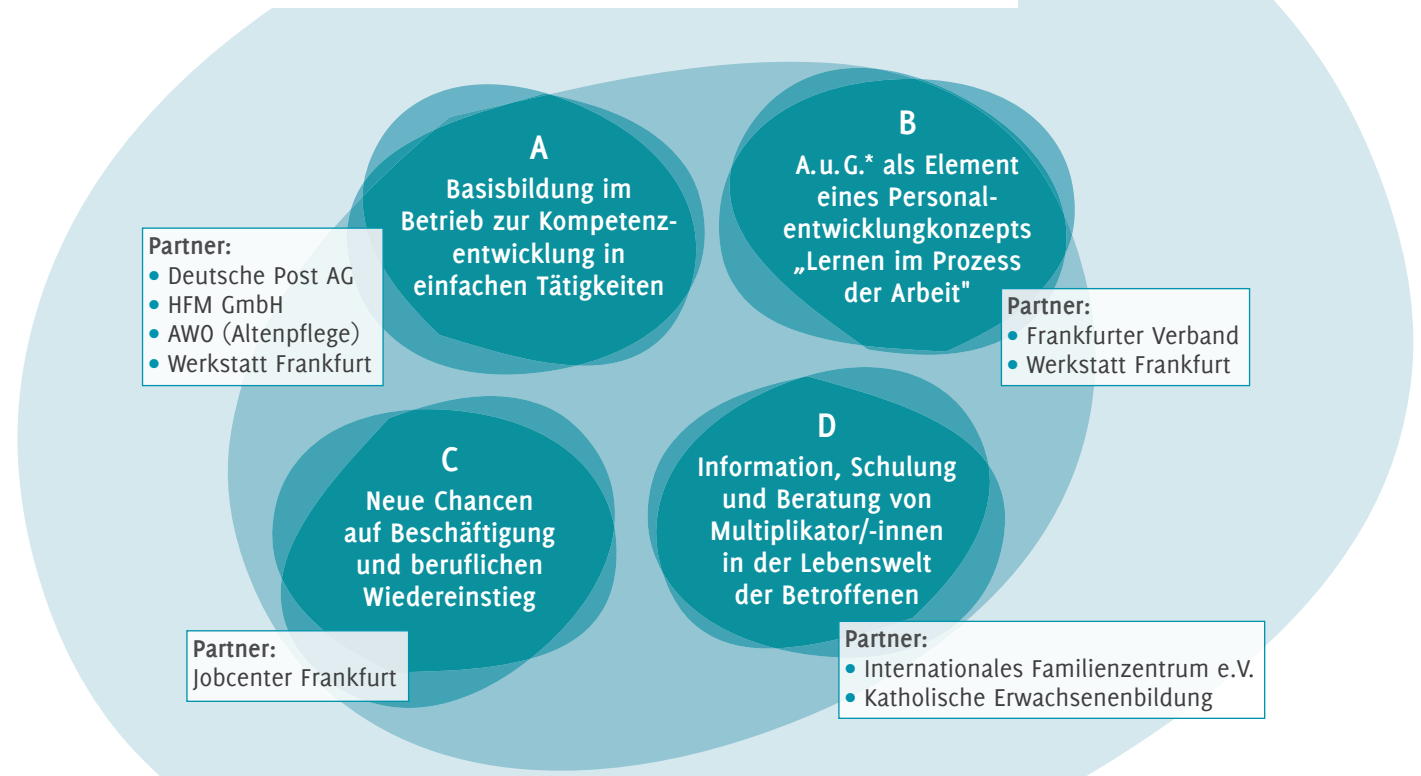 A
Basisbildung im
Betrieb zur Kompetenz-
entwicklung in
einfachen Tätigkeiten
Partner:
• Deutsche Post AG
• HFM GmbH
• AWO (Altenpflege)
• Werkstatt Frankfurt
B
A.u.G.* als Element
eines Personal-
entwicklungkonzepts
„Lernen im Prozess
der Arbeit"
Partner:
• Frankfurter Verband
• Werkstatt Frankfurt
C
Neue Chancen
auf Beschäftigung
und beruflichen
Wiedereinstieg
Partner:
Jobcenter Frankfurt
D
Information, Schulung
und Beratung von
Multiplikator/-innen
in der Lebenswelt
der Betroffenen
Partner:
• Internationales Familienzentrum e.V.
• Katholische Erwachsenenbildung